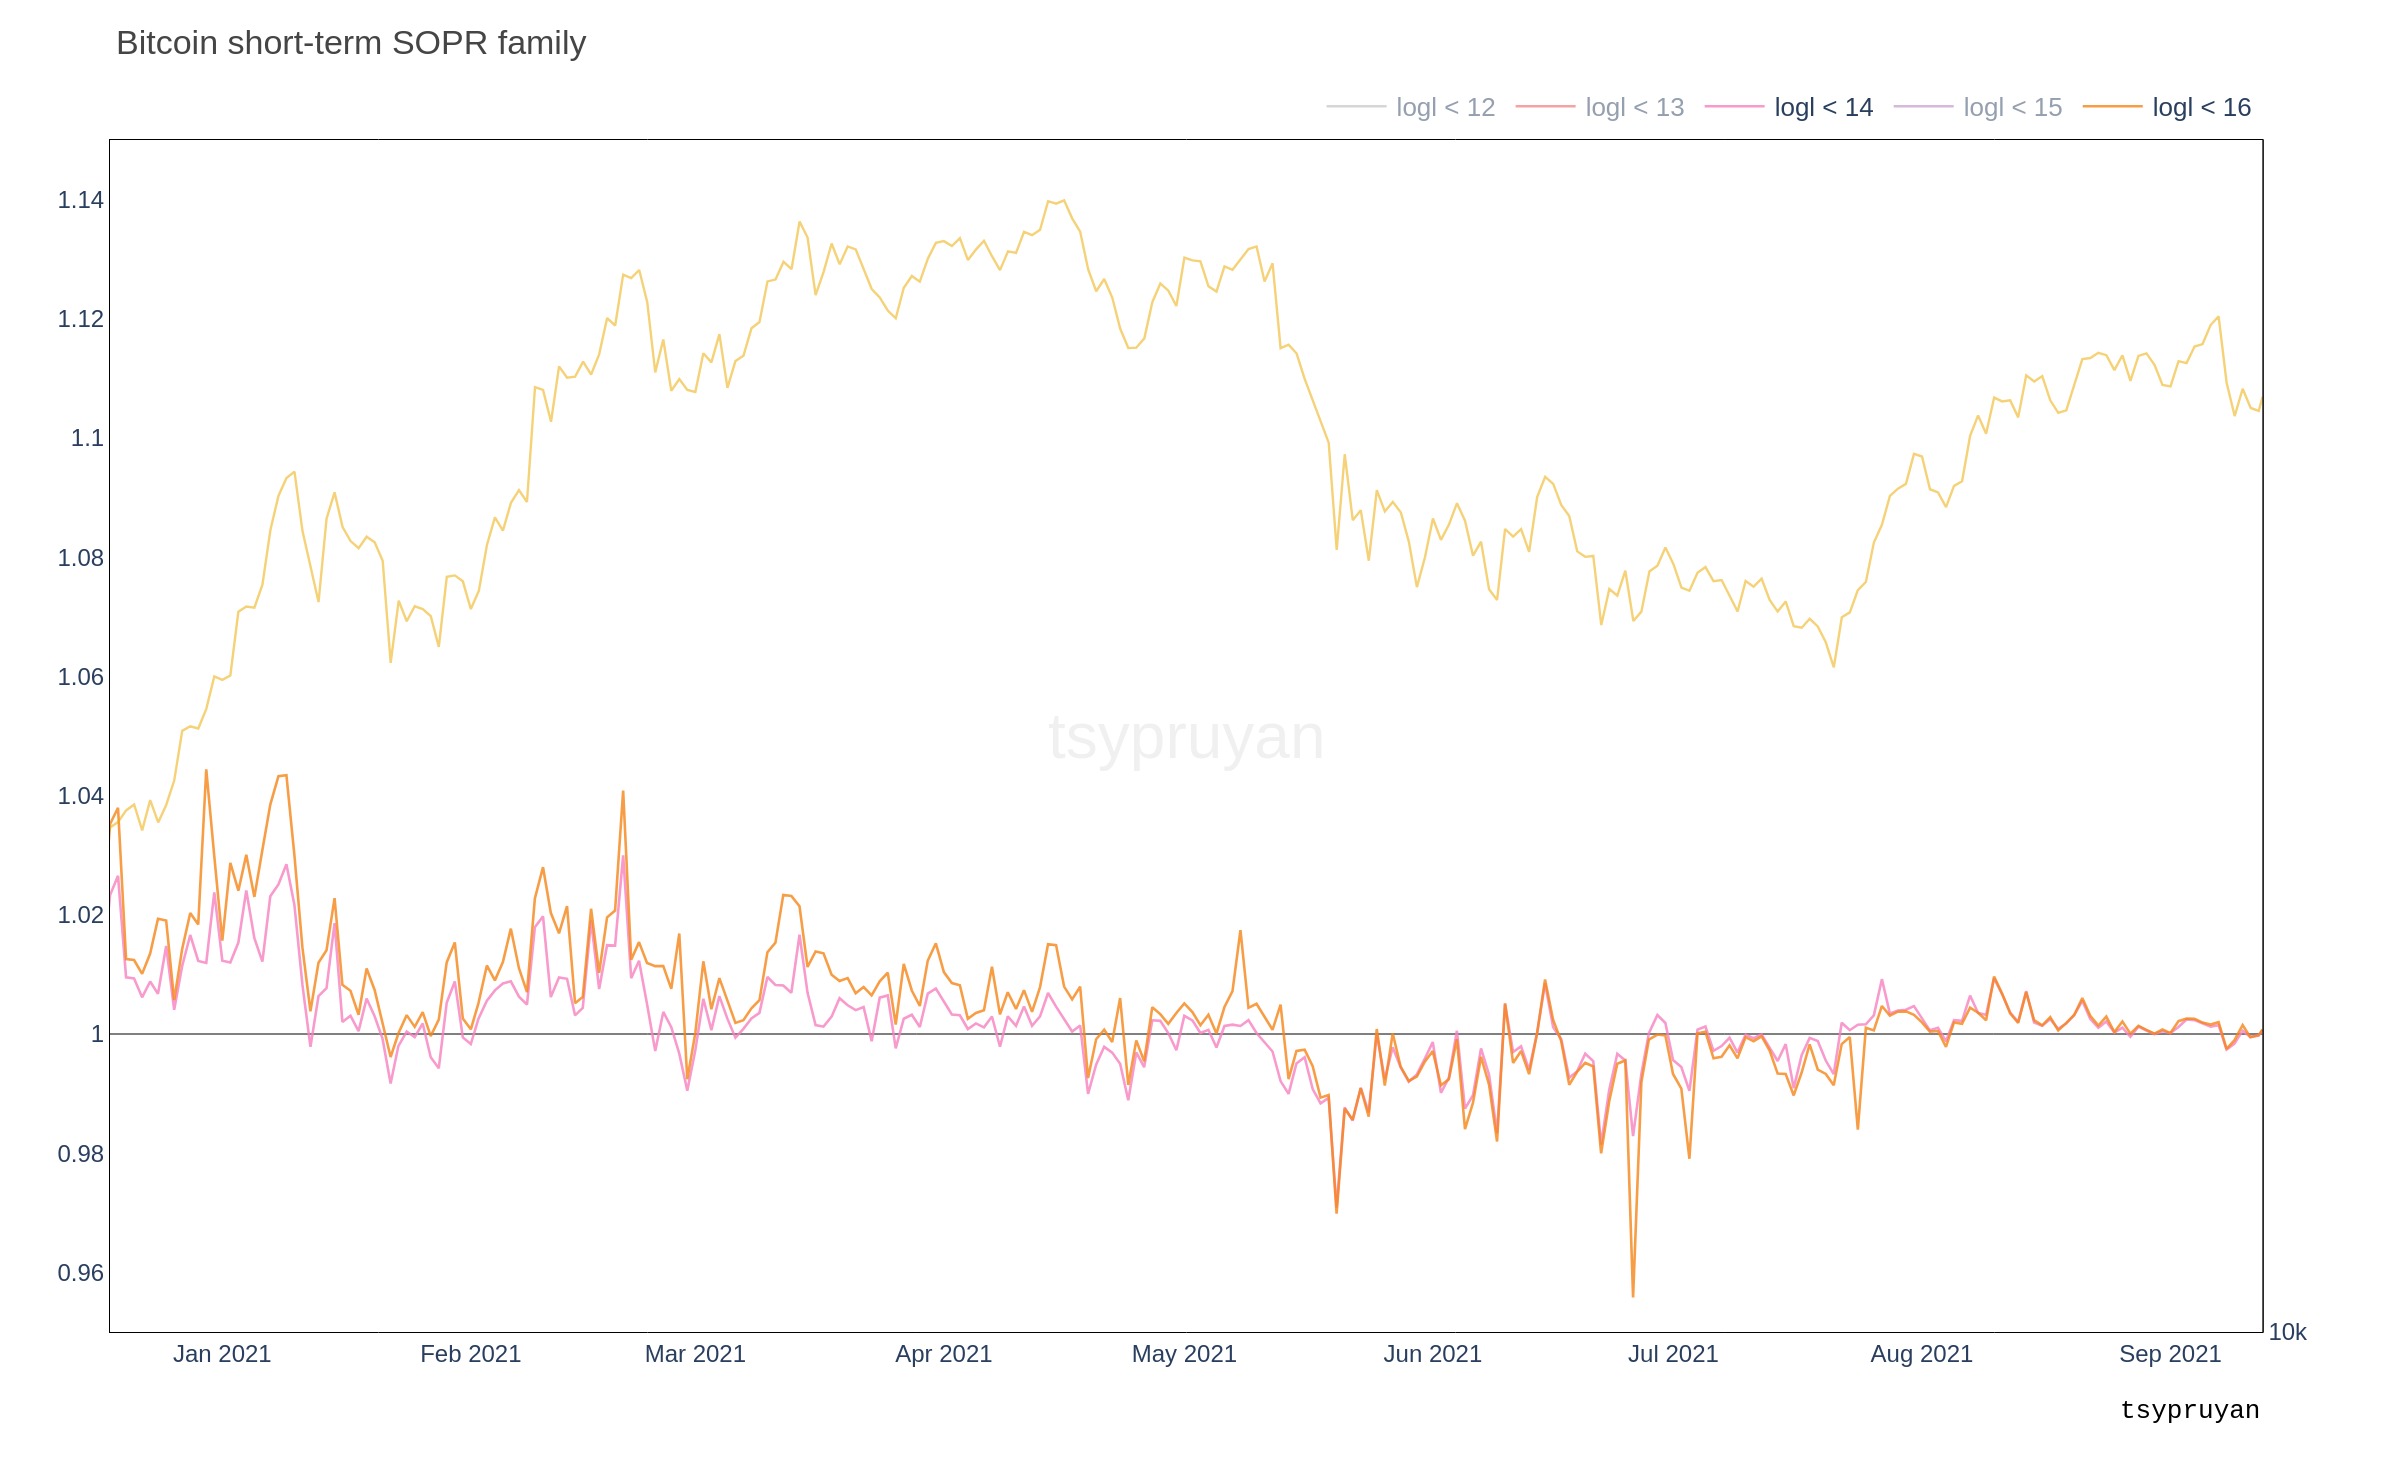 Bitcoin short-term SOPR family
logl < 12 logl < 13 logl < 14 logl < 15 logl < 16
1.14
1.12
1.1
1.08
1.06
1.04
1.02
1
0.98
0.96
tsypruyan
10k
Jan 2021 Feb 2021 Mar 2021 Apr 2021 May 2021 Jun 2021 Jul 2021 Aug 2021 Sep 2021
tsypruyan